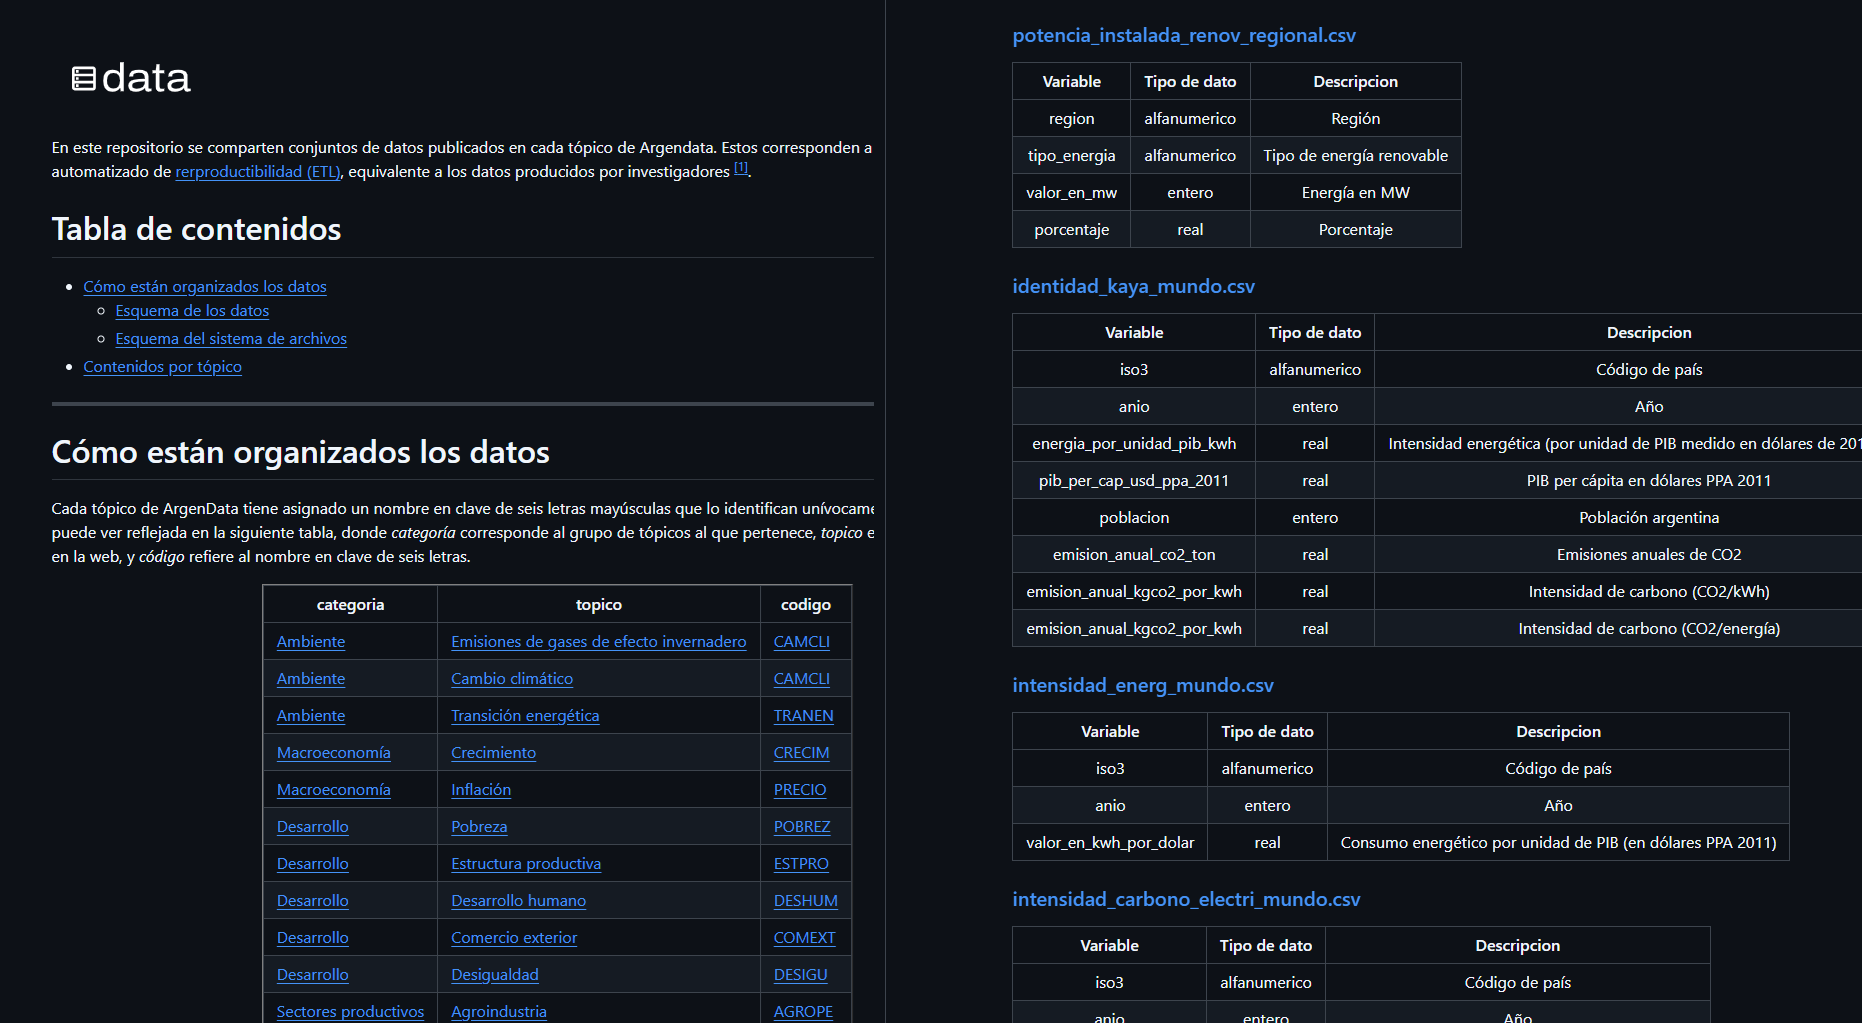 data
En este repositorio se comparten conjuntos de datos publicados en cada tópico de Argendata. Estos corresponden a
automatizado de rerproductibilidad (ETL), equivalente a los datos producidos por investigadores [1].
Tabla de contenidos
Cómo están organizados los datos
Esquema de los datos
Esquema del sistema de archivos
Contenidos por tópico
Cómo están organizados los datos
Cada tópico de ArgenData tiene asignado un nombre en clave de seis letras mayúsculas que lo identifican unívocame
puede ver reflejada en la siguiente tabla, donde categoría corresponde al grupo de tópicos al que pertenece, topico e
en la web, y código refiere al nombre en clave de seis letras.
categoria topico codigo
Ambiente Emisiones de gases de efecto invernadero CAMCLI
Ambiente Cambio climático CAMCLI
Ambiente Transición energética TRANEN
Macroeconomía Crecimiento CRECIM
Macroeconomía Inflación PRECIO
Desarrollo Pobreza POBREZ
Desarrollo Estructura productiva ESTPRO
Desarrollo Desarrollo humano DESHUM
Desarrollo Comercio exterior COMEXT
Desarrollo Desigualdad DESIGU
Sectores productivos Agroindustria AGROPE
potencia_instalada_renov_regional.csv
Variable Tipo de dato Descripcion
region alfanumerico Región
tipo_energia alfanumerico Tipo de energía renovable
valor_en_mw entero Energía en MW
porcentaje real Porcentaje
identidad_kaya_mundo.csv
Variable Tipo de dato Descripcion
iso3 alfanumerico Código de país
anio entero Año
energia_por_unidad_pib_kwh real Intensidad energética (por unidad de PIB medido en dólares de 201
pib_per_cap_usd_ppa_2011 real PIB per cápita en dólares PPA 2011
poblacion entero Población argentina
emision_anual_co2_ton real Emisiones anuales de CO2
emision_anual_kgco2_por_kwh real Intensidad de carbono (CO2/kWh)
emision_anual_kgco2_por_kwh real Intensidad de carbono (CO2/energía)
intensidad_energ_mundo.csv
Variable Tipo de dato Descripcion
iso3 alfanumerico Código de país
anio entero Año
valor_en_kwh_por_dolar real Consumo energético por unidad de PIB (en dólares PPA 2011)
intensidad_carbono_electri_mundo.csv
Variable Tipo de dato Descripcion
iso3 alfanumerico Código de país
anio entero Año